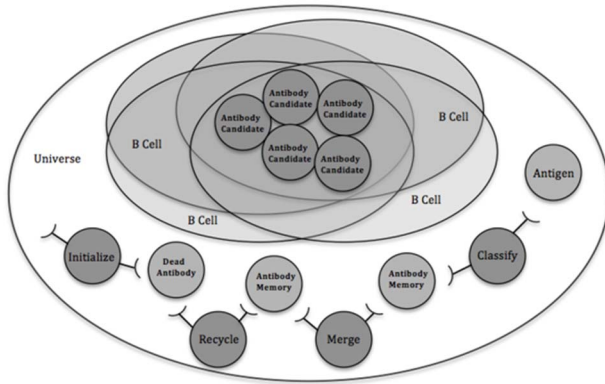 Antibody
Candidate
Antibody
Candidate
Antibody
Candidate
B Cell
B Cell
Antibody
Candidate
Antibody
Candidate
Universe
Antigen
B Cell
B Cell
Initialize
Dead
Antibody
Antibody
Memory
Antibody
Memory
Classify
Recycle
Merge